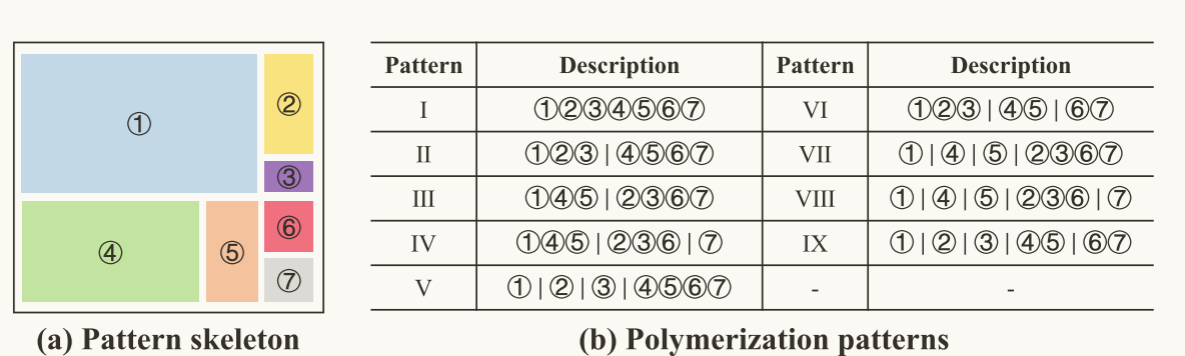 ①
②
③
④
⑤
⑥
⑦
(a) Pattern skeleton
Pattern Description Pattern Description
I ①②③④⑤⑥⑦ VI ①②③ | ④⑤ | ⑥⑦
II ①②③ | ④⑤⑥⑦ VII ① | ④ | ⑤ | ②③⑥⑦
III ①④⑤ | ②③⑥⑦ VIII ① | ④ | ⑤ | ②③⑥ | ⑦
IV ①④⑤ | ②③⑥ | ⑦ IX ① | ② | ③ | ④⑤ | ⑥⑦
V ① | ② | ③ | ④⑤⑥⑦ - -
(b) Polymerization patterns